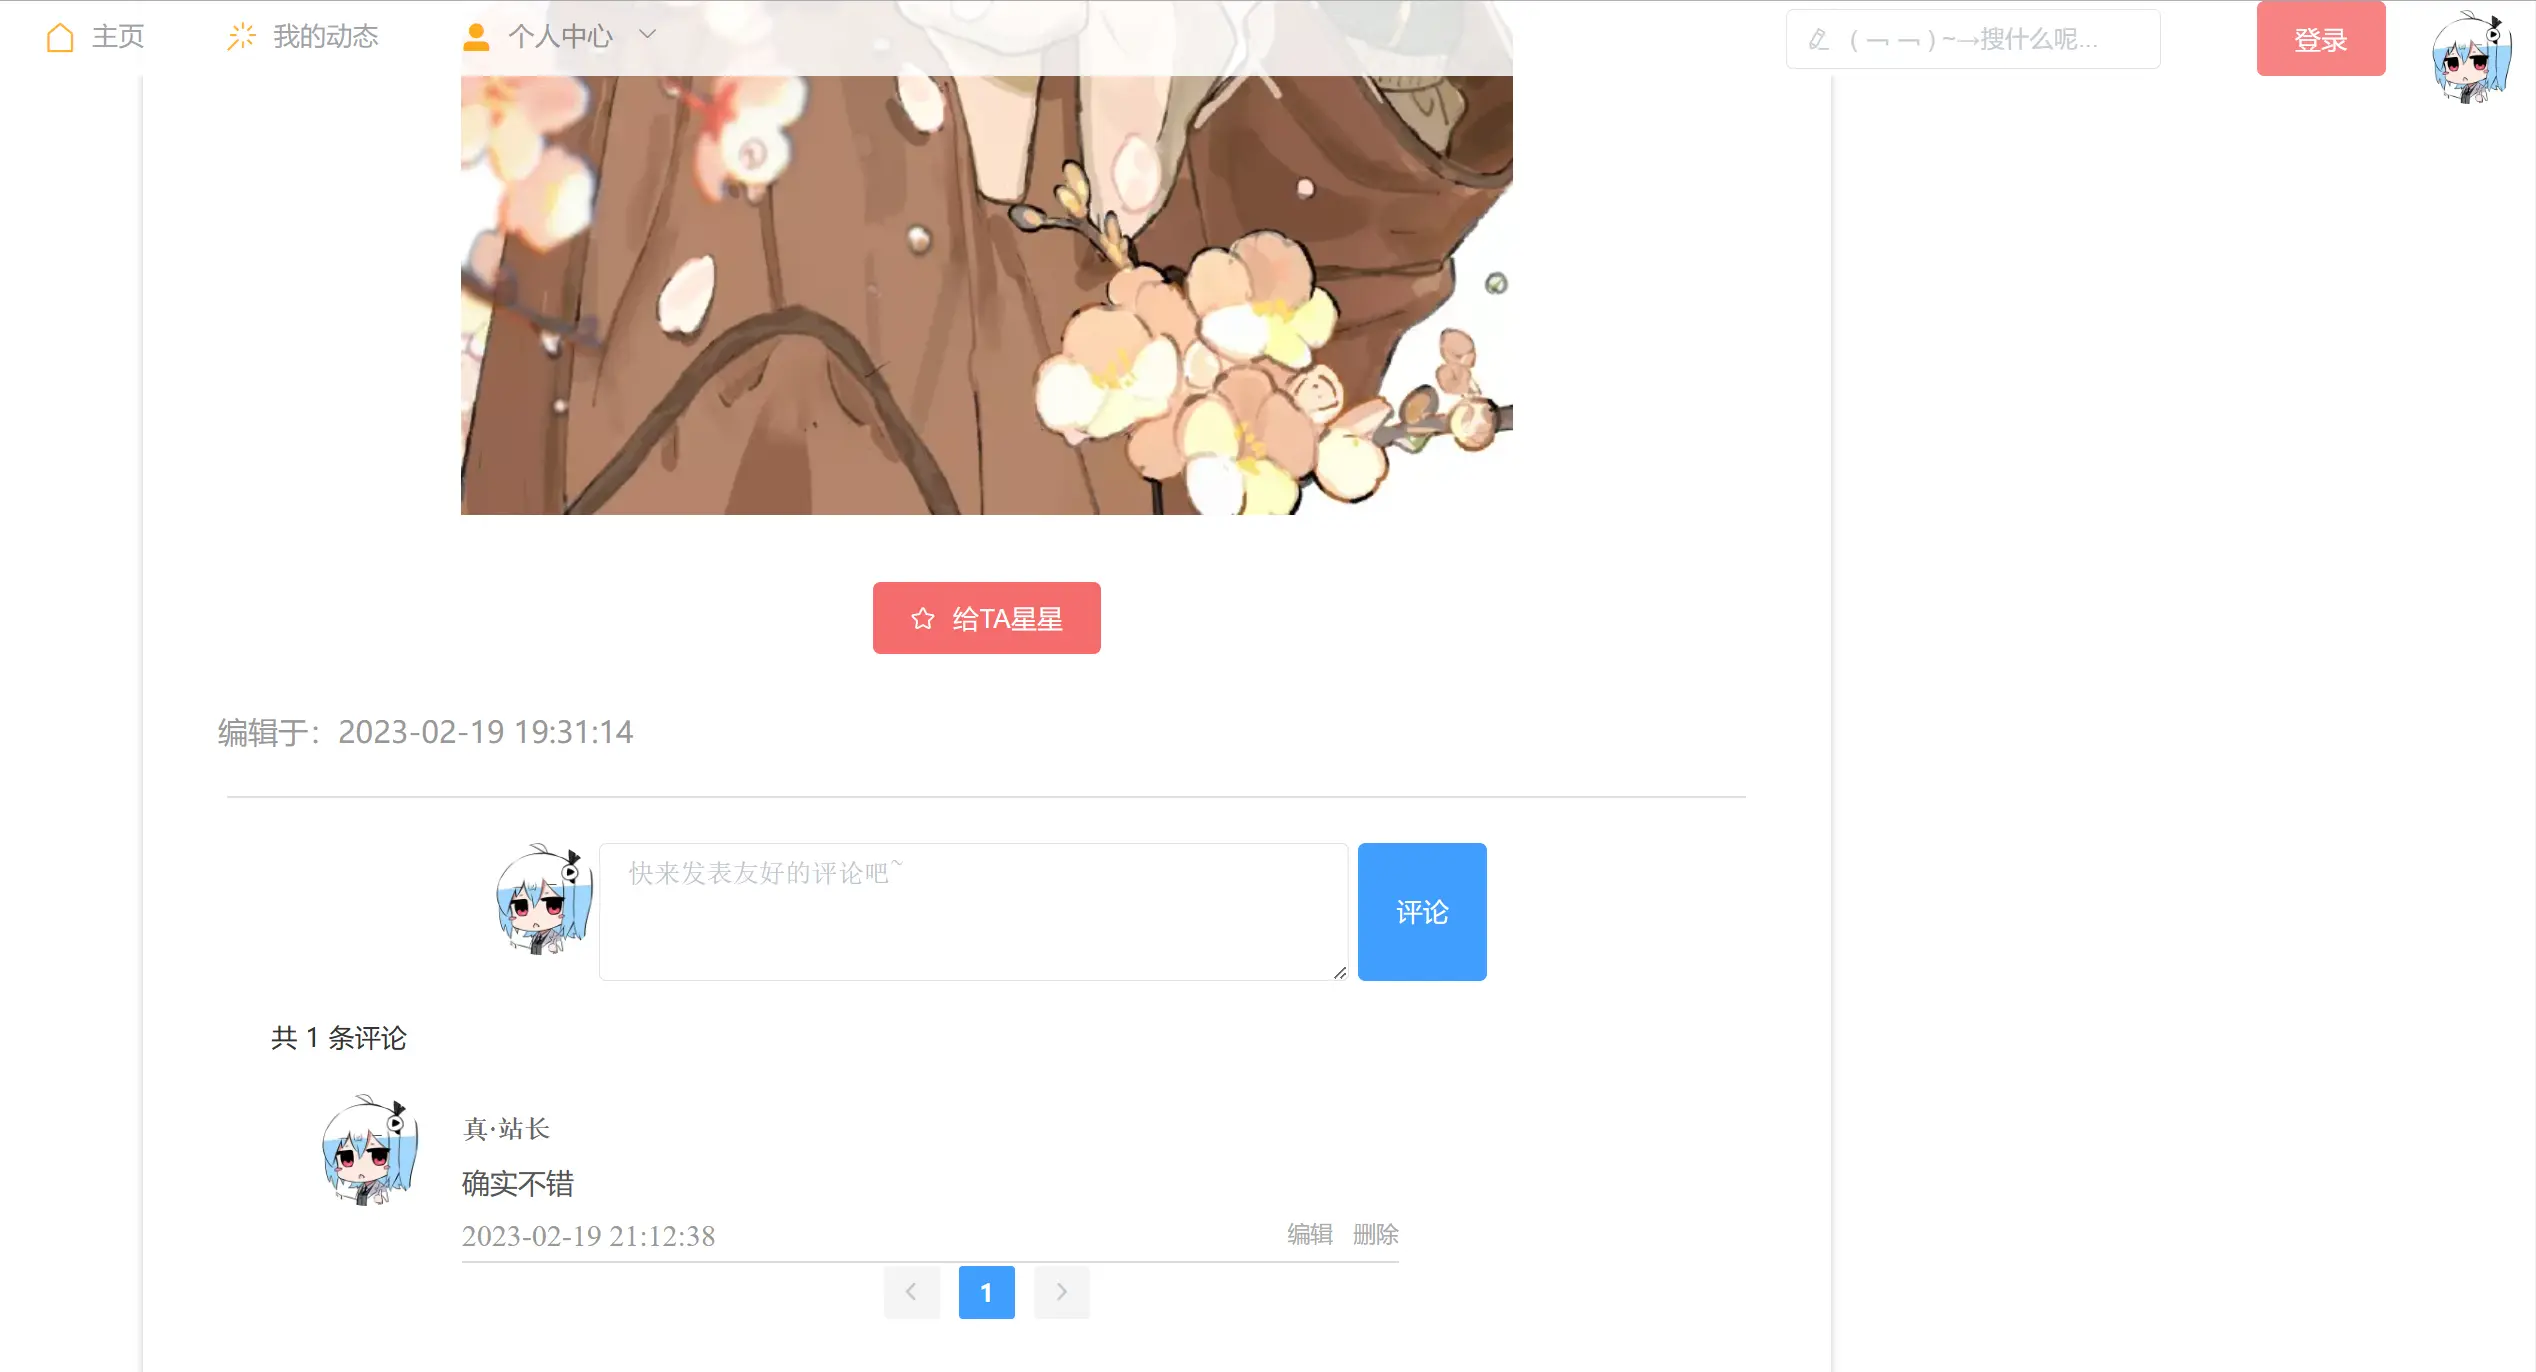 主页 我的动态 个人中心 ( ￢ ￢ ) ~→搜什么呢... 登录
给TA星星
编辑于：2023-02-19 19:31:14
快来发表友好的评论吧~
评论
共 1 条评论
真·站长
确实不错
2023-02-19 21:12:38 编辑 删除
1